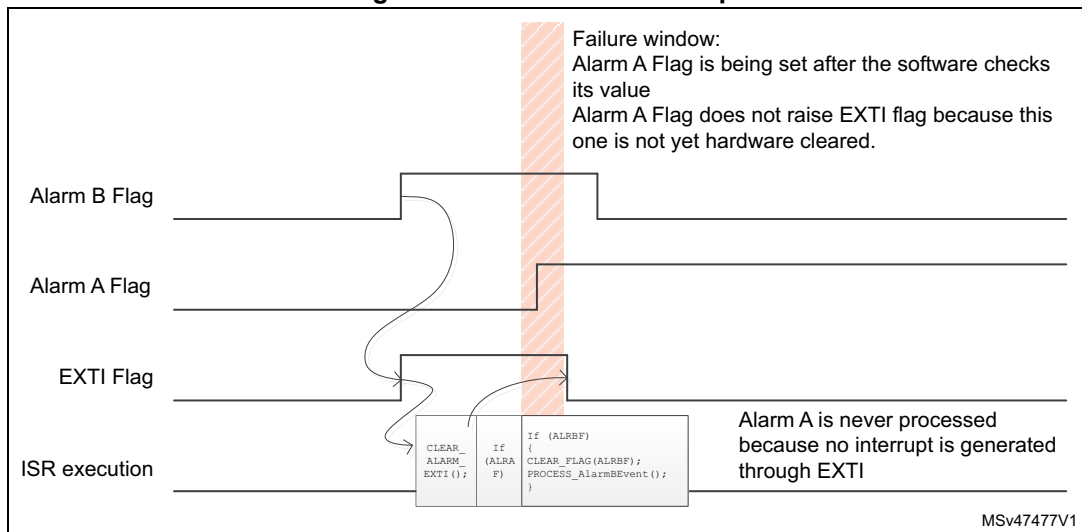 Failure window:
Alarm A Flag is being set after the software checks
its value
Alarm A Flag does not raise EXTI flag because this
one is not yet hardware cleared.
Alarm B Flag
Alarm A Flag
EXTI Flag
Alarm A is never processed
because no interrupt is generated
through EXTI
ISR execution
CLEAR_
ALARM_
EXTI();
If
(ALRA
F)
If (ALRBF)
{
CLEAR_FLAG(ALRBF);
PROCESS_AlarmBEvent();
}
MSv47477V1